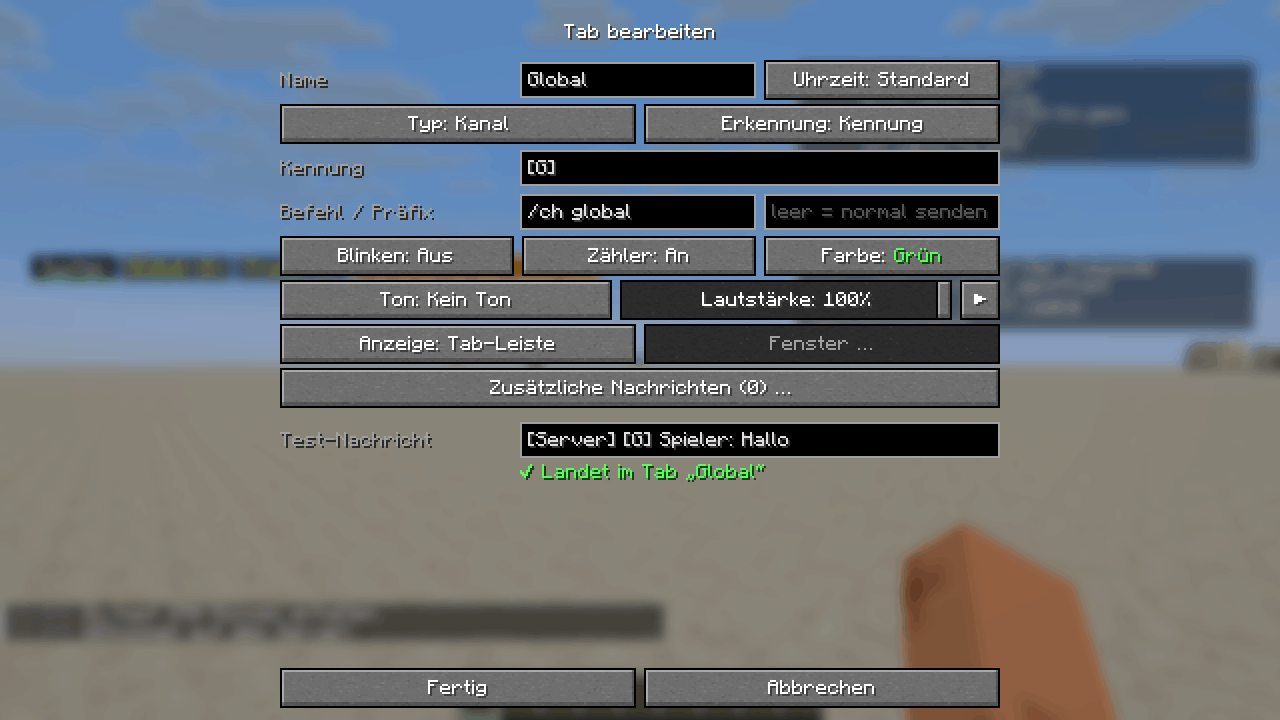 Tab bearbeiten
Name
Global
Uhrzeit: Standard
Typ: Kanal
Erkennung: Kennung
Kennung
[G]
Befehl / Präfix
/ch global
leer = normal senden
Blinken: Aus
Zähler: An
Farbe: Grün
Ton: Kein Ton
Lautstärke: 100%
Anzeige: Tab-Leiste
Fenster ...
Zusätzliche Nachrichten (0) ...
Test-Nachricht
[Server] [G] Spieler: Hallo
✓ Landet im Tab „Global“
Fertig
Abbrechen